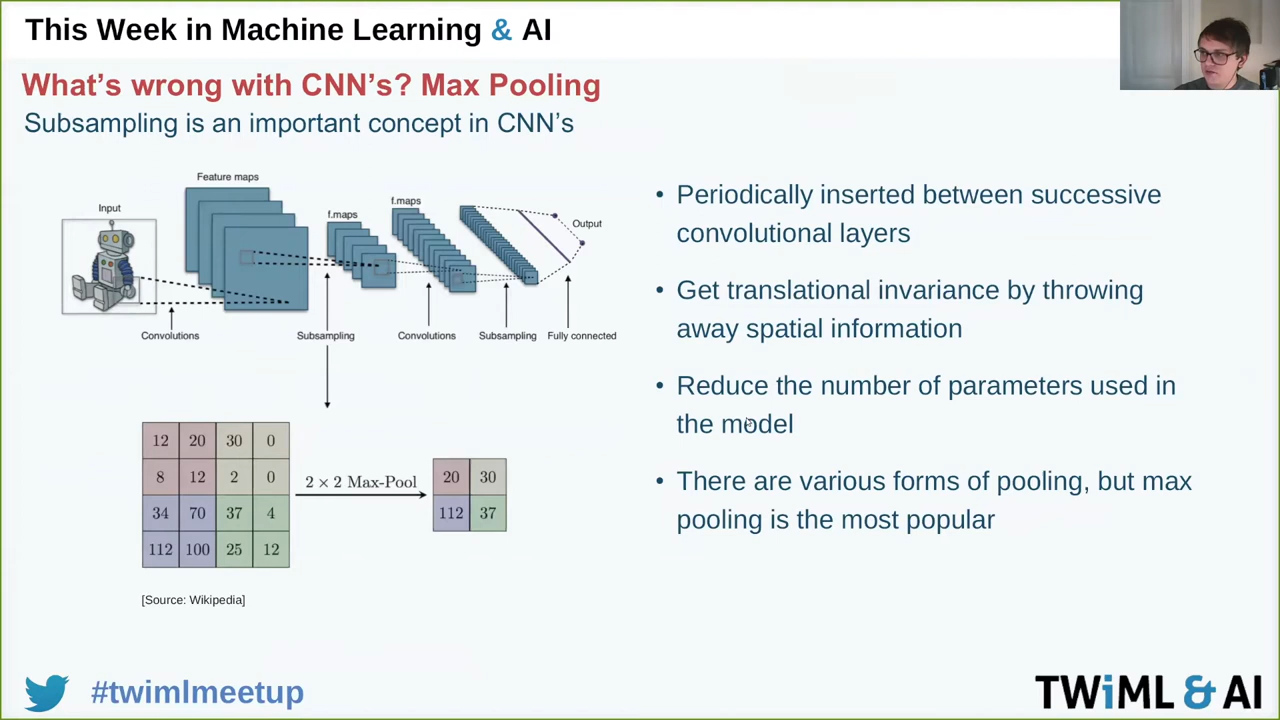 This Week in Machine Learning & AI
What's wrong with CNN's? Max Pooling
Subsampling is an important concept in CNN's
Input
Feature maps
f.maps
f.maps
Output
Convolutions
Subsampling
Convolutions
Subsampling
Fully connected
12 20 30 0
8 12 2 0
34 70 37 4
112 100 25 12
2 × 2 Max-Pool
20 30
112 37
[Source: Wikipedia]
• Periodically inserted between successive
convolutional layers
• Get translational invariance by throwing
away spatial information
• Reduce the number of parameters used in
the model
• There are various forms of pooling, but max
pooling is the most popular
#twimlmeetup
TWiML & AI